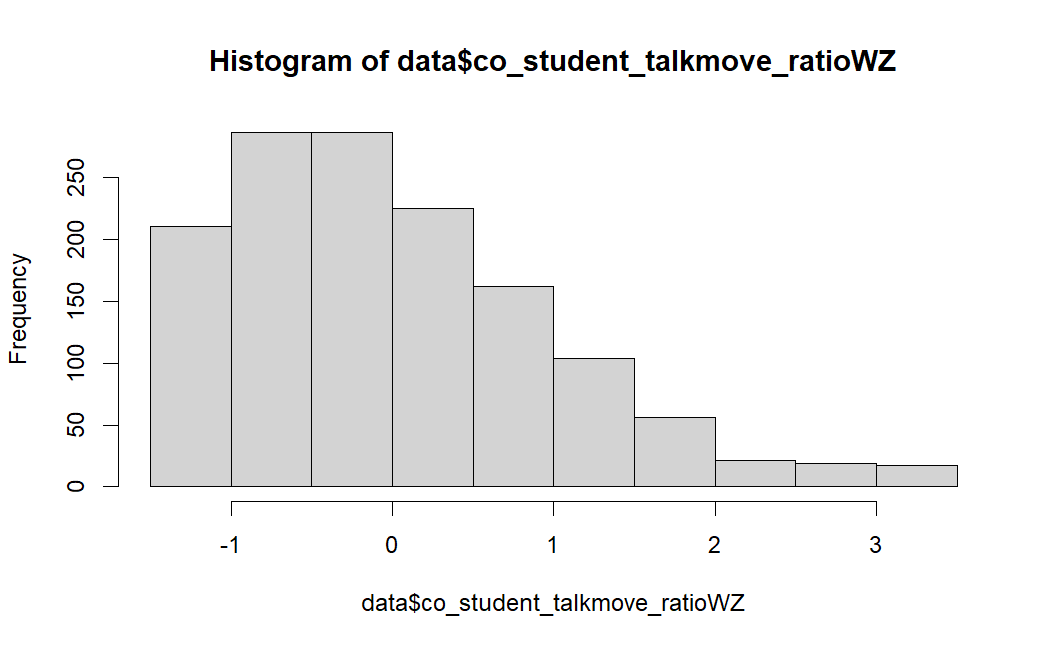 Histogram of data$co_student_talkmove_ratioWZ
Frequency
250
200
150
100
50
0
-1 0 1 2 3
data$co_student_talkmove_ratioWZ